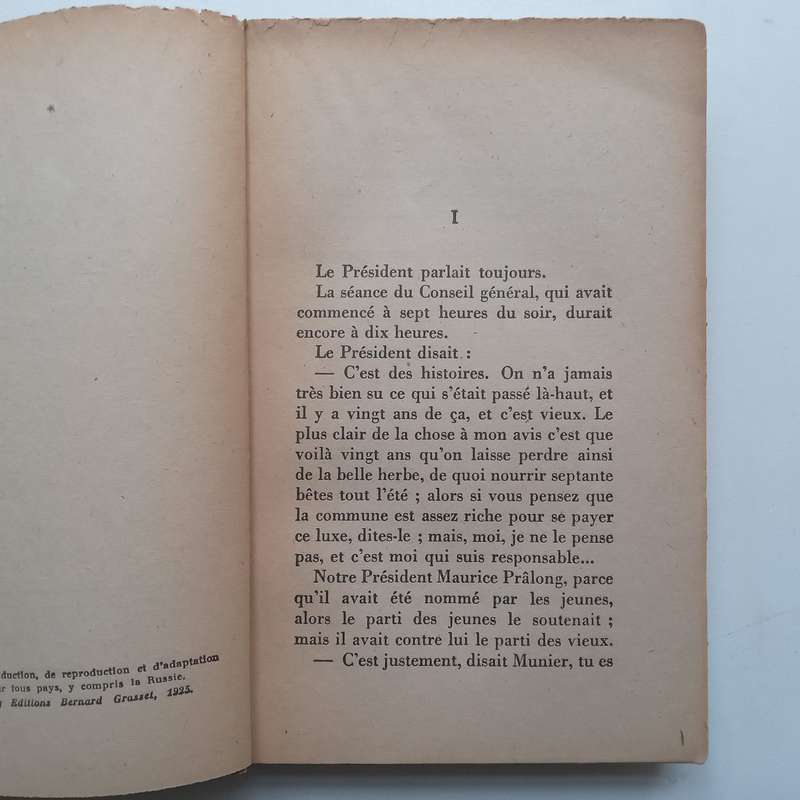 duction, de reproduction et d'adaptation
r tous pays, y compris la Russie.
Editions Bernard Grasset, 1925.
I
Le Président parlait toujours.
La séance du Conseil général, qui avait
commencé à sept heures du soir, durait
encore à dix heures.
Le Président disait :
— C'est des histoires. On n'a jamais
très bien su ce qui s'était passé là-haut, et
il y a vingt ans de ça, et c'est vieux. Le
plus clair de la chose à mon avis c'est que
voilà vingt ans qu'on laisse perdre ainsi
de la belle herbe, de quoi nourrir septante
bêtes tout l'été ; alors si vous pensez que
la commune est assez riche pour se payer
ce luxe, dites-le ; mais, moi, je ne le pense
pas, et c'est moi qui suis responsable...
Notre Président Maurice Prâlong, parce
qu'il avait été nommé par les jeunes,
alors le parti des jeunes le soutenait ;
mais il avait contre lui le parti des vieux.
— C'est justement, disait Munier, tu es